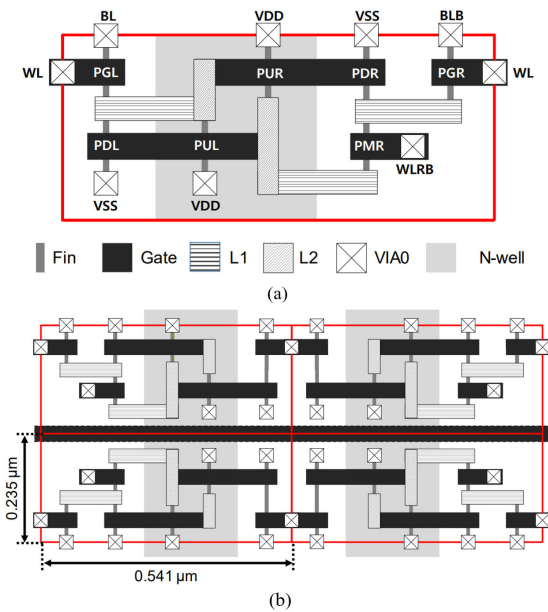 BL VDD VSS BLB
WL PGL PUR PDR PGR WL
PDL PUL PMR
WLRB
VSS VDD
Fin Gate L1 L2 VIA0 N-well
(a)
0.235 μm
0.541 μm
(b)